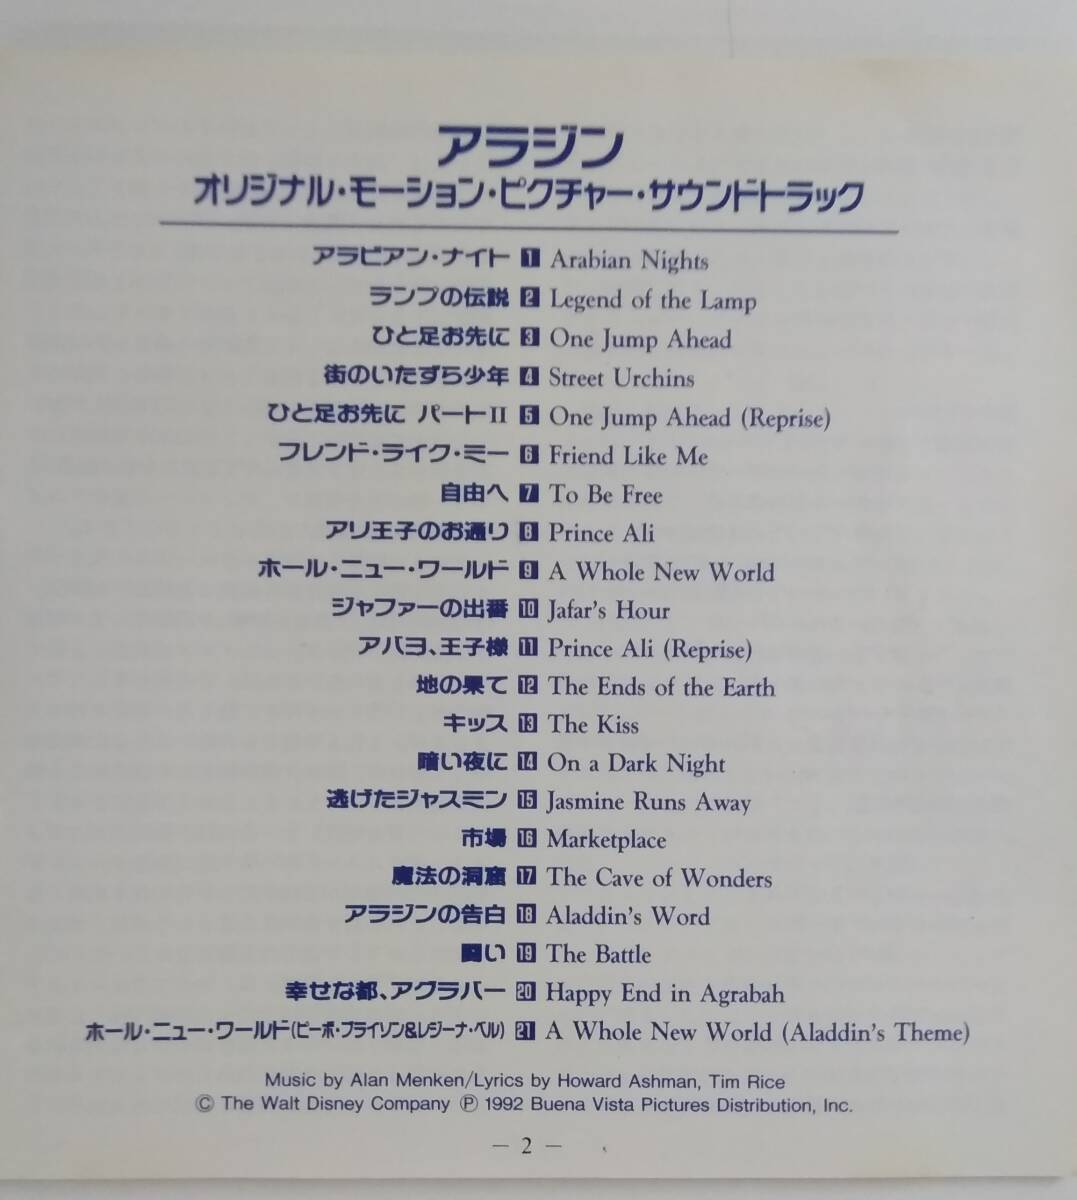 アラジン
オリジナル・モーション・ピクチャー・サウンドトラック
アラビアン・ナイト 1 Arabian Nights
ランプの伝説 2 Legend of the Lamp
ひと足お先に 3 One Jump Ahead
街のいたずら少年 4 Street Urchins
ひと足お先に パートII 5 One Jump Ahead (Reprise)
フレンド・ライク・ミー 6 Friend Like Me
自由へ 7 To Be Free
アリ王子のお通り 8 Prince Ali
ホール・ニュー・ワールド 9 A Whole New World
ジャファーの出番 10 Jafar's Hour
アバヨ、王子様 11 Prince Ali (Reprise)
地の果て 12 The Ends of the Earth
キッス 13 The Kiss
暗い夜に 14 On a Dark Night
逃げたジャスミン 15 Jasmine Runs Away
市場 16 Marketplace
魔法の洞窟 17 The Cave of Wonders
アラジンの告白 18 Aladdin's Word
闘い 19 The Battle
幸せな都、アグラバー 20 Happy End in Agrabah
ホール・ニュー・ワールド(ピーボ・ブライソン&レジーナ・ベル) 21 A Whole New World (Aladdin's Theme)
Music by Alan Menken/Lyrics by Howard Ashman, Tim Rice
© The Walt Disney Company ℗ 1992 Buena Vista Pictures Distribution, Inc.
— 2 —